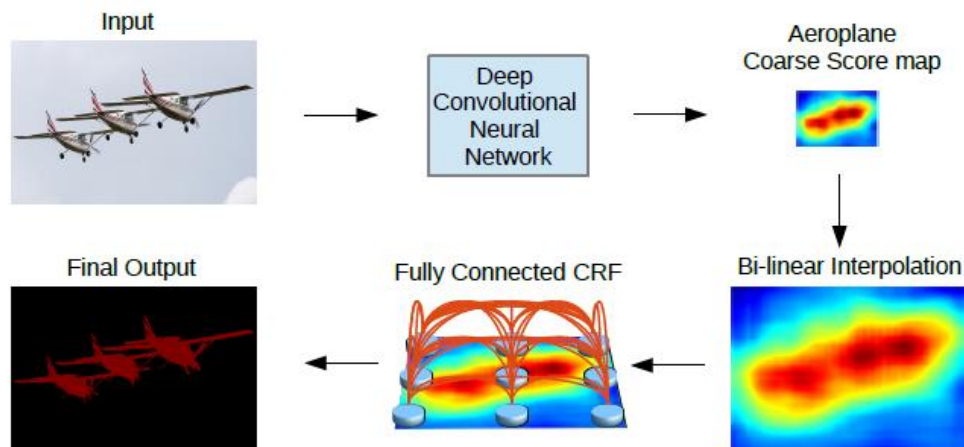 Input
Deep
Convolutional
Neural
Network
Aeroplane
Coarse Score map
Bi-linear Interpolation
Fully Connected CRF
Final Output